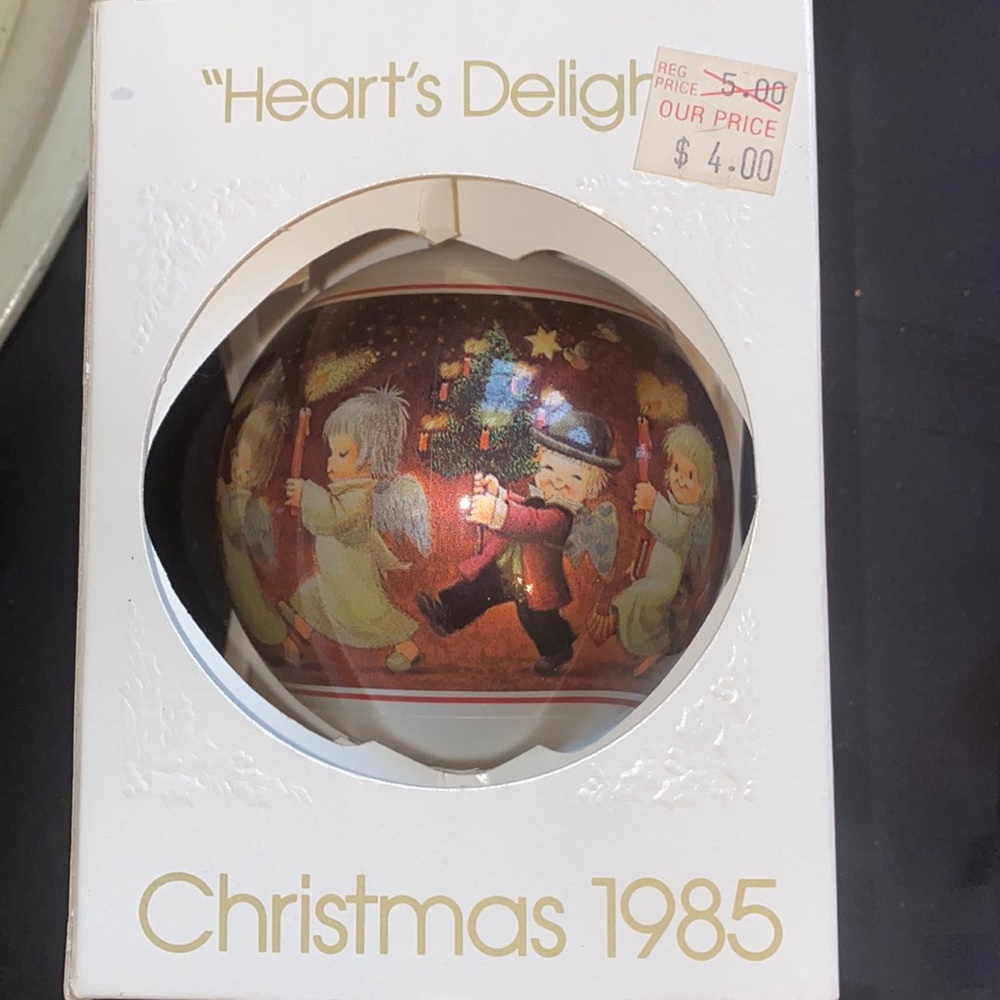 "Heart's Deligh
REG
PRICE 5.00
OUR PRICE
$ 4.00
Christmas 1985